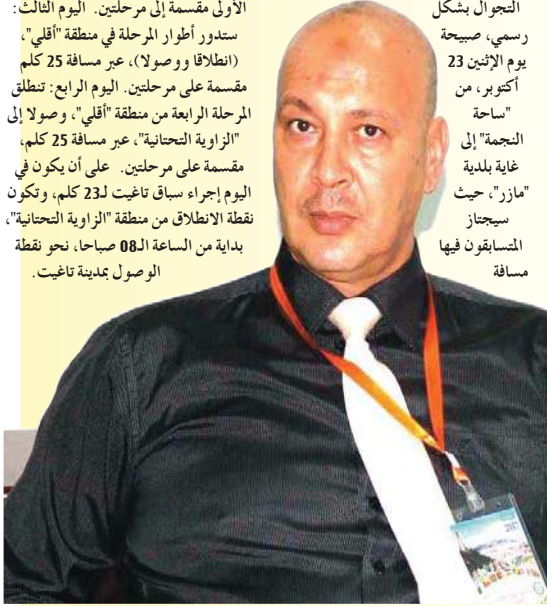 التجوال بشكل
رسمي، صبيحة
يوم الإثنين 23
أكتوبر، من
"ساحة
النجمة" إلى
غاية بلدية
"مازر"، حيث
سيجتاز
المتسابقون فيها
مسافة
الأولى مقسمة إلى مرحلتين. اليوم الثالث:
ستدور أطوار المرحلة في منطقة "أقلي"،
(انطلاقا ووصولا)، عبر مسافة 25 كلم
مقسمة على مرحلتين. اليوم الرابع: تنطلق
المرحلة الرابعة من منطقة "أقلي"، وصولا إلى
"الزاوية التحتانية"، عبر مسافة 25 كلم،
مقسمة على مرحلتين. على أن يكون في
اليوم إجراء سباق تاغيت لـ23 كلم، وتكون
نقطة الانطلاق من منطقة "الزاوية التحتانية"،
بداية من الساعة الـ08 صباحا، نحو نقطة
الوصول بمدينة تاغيت.